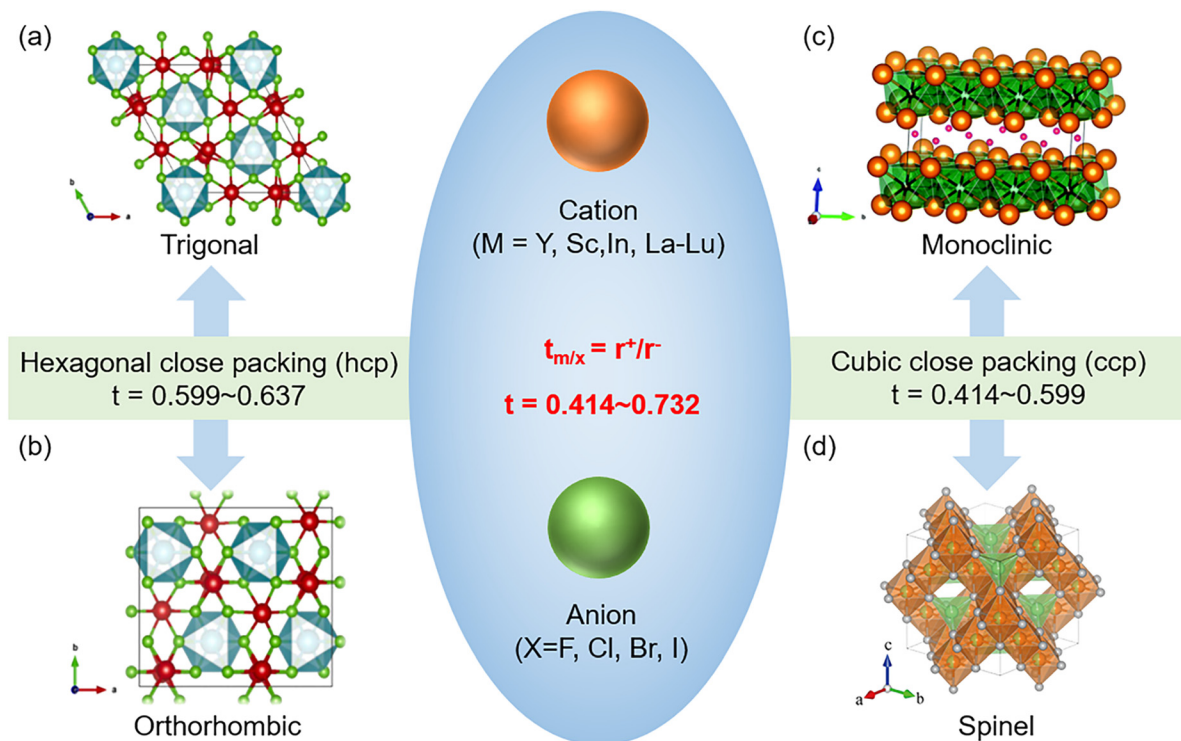 (a)
b
a
Trigonal
Hexagonal close packing (hcp)
t = 0.599~0.637
(b)
b
a
Orthorhombic
Cation
(M = Y, Sc,In, La-Lu)
t_{m/x} = r⁺/r⁻
t = 0.414~0.732
Anion
(X=F, Cl, Br, I)
(c)
Monoclinic
Cubic close packing (ccp)
t = 0.414~0.599
(d)
c
a
b
Spinel